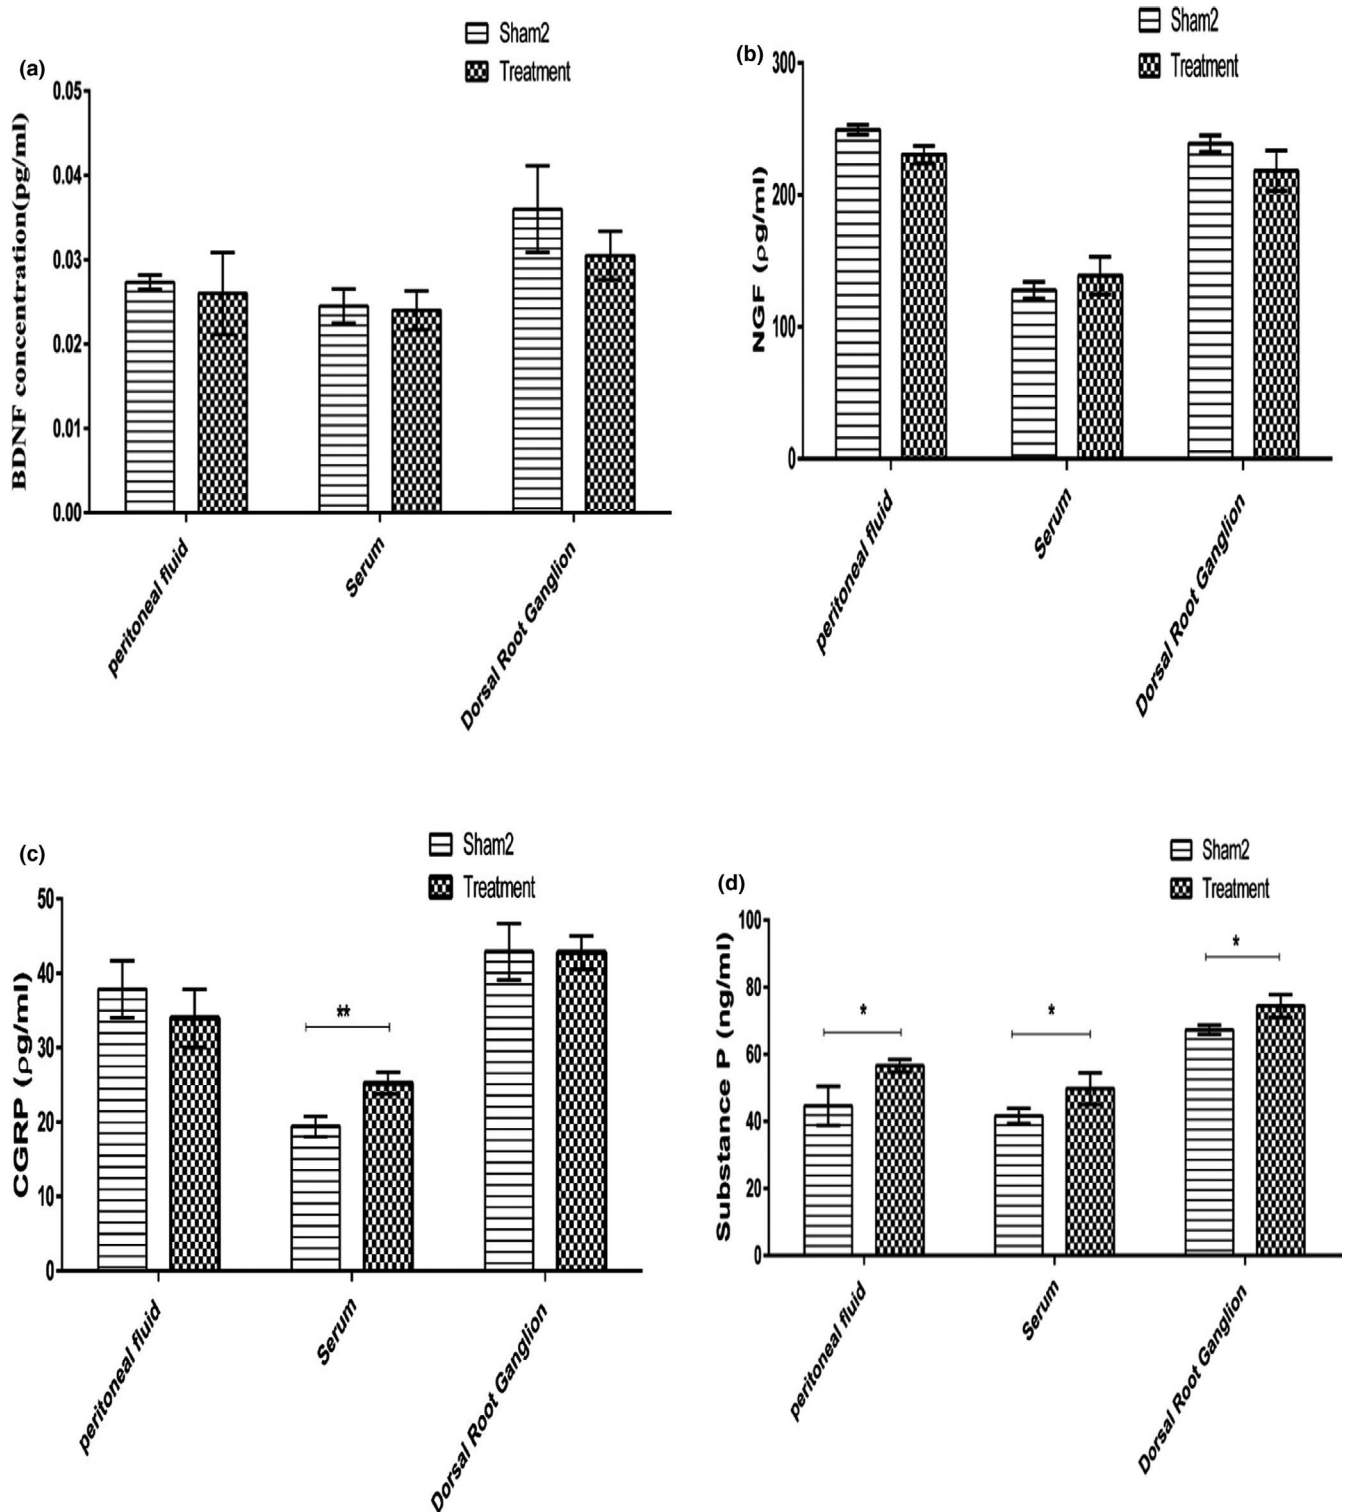 (a)
Sham2
Treatment
BDNF concentration(pg/ml)
0.05
0.04
0.03
0.02
0.01
0.00
peritoneal fluid
Serum
Dorsal Root Ganglion
(b)
Sham2
Treatment
NGF (ρg/ml)
300
200
100
0
peritoneal fluid
Serum
Dorsal Root Ganglion
(c)
Sham2
Treatment
CGRP (ρg/ml)
50
40
30
20
10
0
**
peritoneal fluid
Serum
Dorsal Root Ganglion
(d)
Sham2
Treatment
Substance P (ng/ml)
100
80
60
40
20
0
*
*
*
peritoneal fluid
Serum
Dorsal Root Ganglion